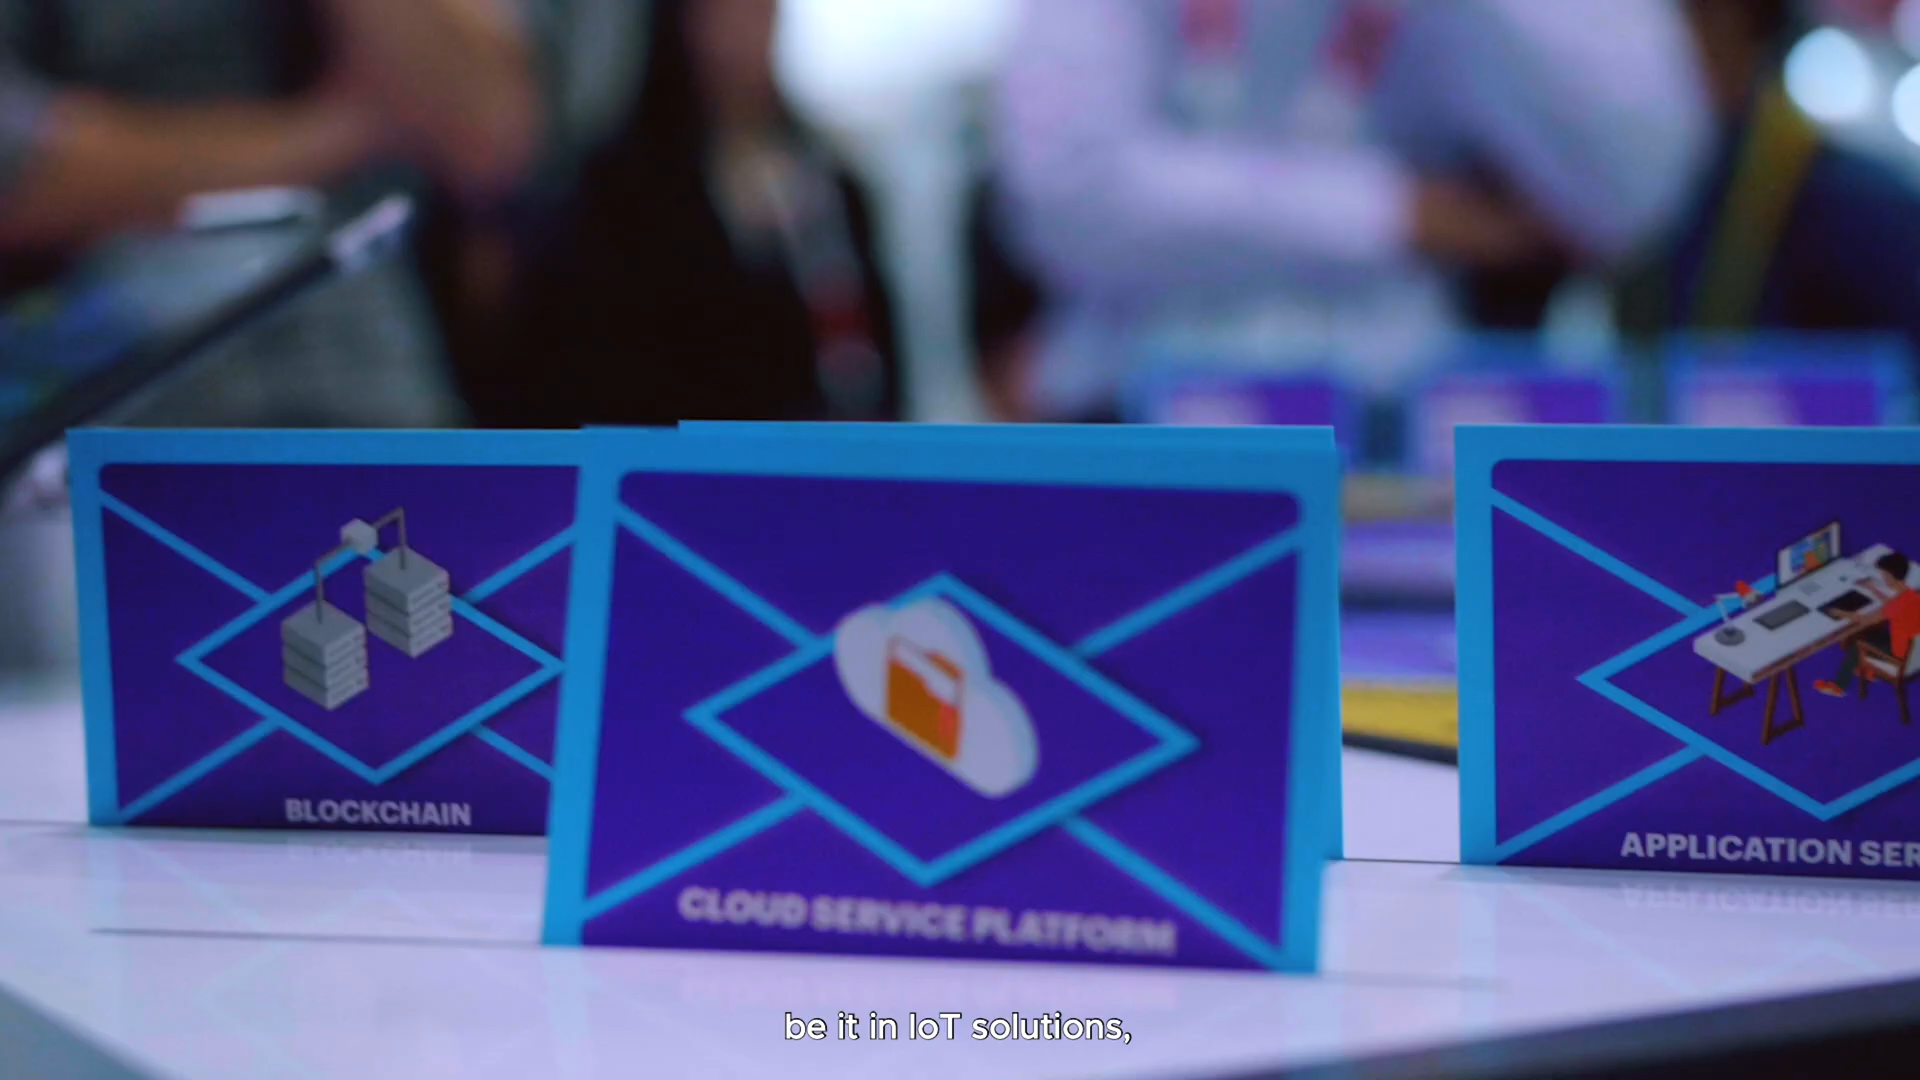 BLOCKCHAIN
CLOUD SERVICE PLATFORM
APPLICATION SER
be it in IoT solutions,